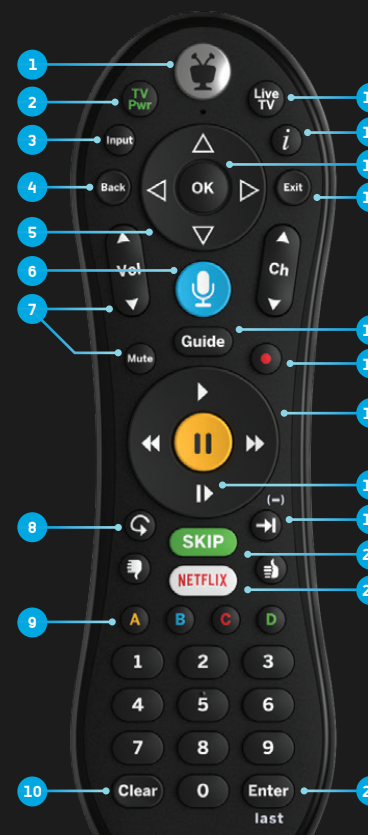 1
TV
Pwr
Live
TV
2
3
Input
i
OK
4
Back
Exit
5
6
Vol
Ch
7
Guide
Mute
8
(–)
SKIP
NETFLIX
9
A B C D
1 2 3
4 5 6
7 8 9
10
Clear 0 Enter
last